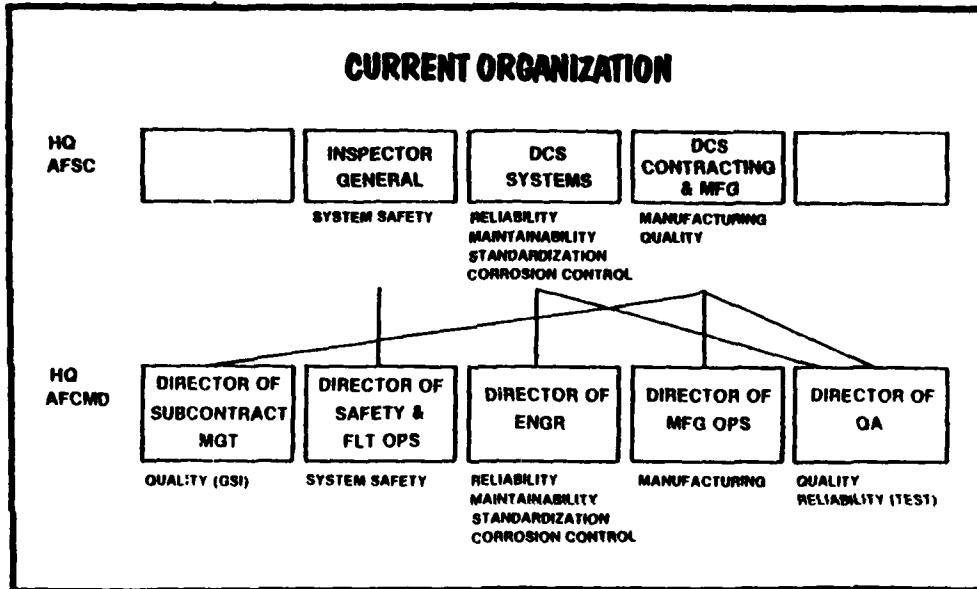 CURRENT ORGANIZATION
HQ
AFSC
INSPECTOR
GENERAL
DCS
SYSTEMS
DCS
CONTRACTING
& MFG
SYSTEM SAFETY
RELIABILITY
MAINTAINABILITY
STANDARDIZATION
CORROSION CONTROL
MANUFACTURING
QUALITY
HQ
AFCMD
DIRECTOR OF
SUBCONTRACT
MGT
DIRECTOR OF
SAFETY &
FLT OPS
DIRECTOR OF
ENGR
DIRECTOR OF
MFG OPS
DIRECTOR OF
QA
QUALITY (GSI)
SYSTEM SAFETY
RELIABILITY
MAINTAINABILITY
STANDARDIZATION
CORROSION CONTROL
MANUFACTURING
QUALITY
RELIABILITY (TEST)